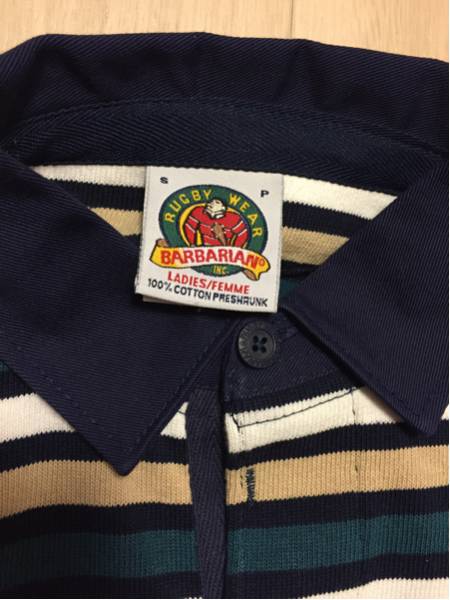 S P
RUGBY WEAR
BARBARIAN
INC.
LADIES/FEMME
100% COTTON PRESHRUNK